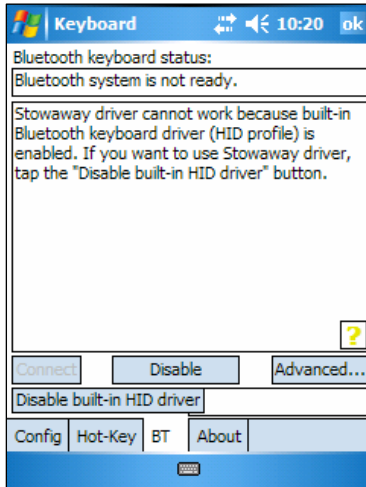 Keyboard 10:20 ok
Bluetooth keyboard status:
Bluetooth system is not ready.
Stowaway driver cannot work because built-in
Bluetooth keyboard driver (HID profile) is
enabled. If you want to use Stowaway driver,
tap the "Disable built-in HID driver" button.
?
Connect Disable Advanced...
Disable built-in HID driver
Config Hot-Key BT About